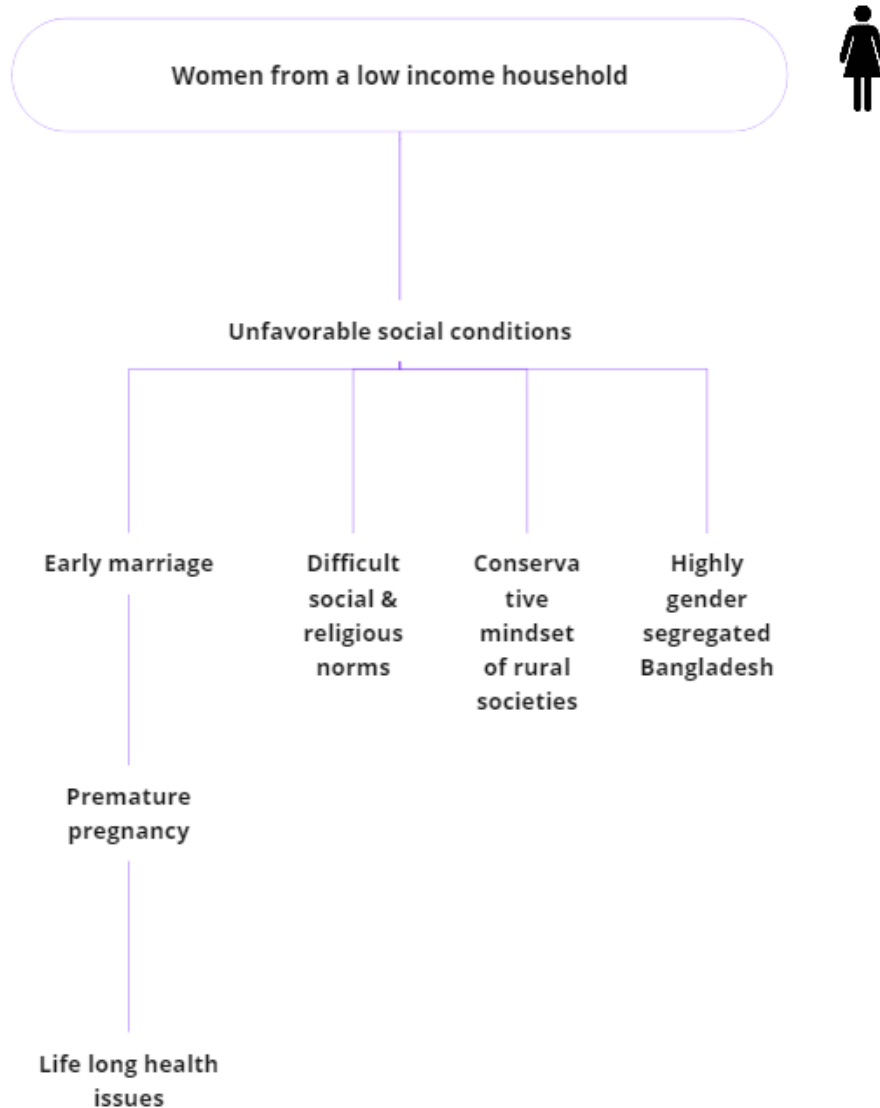 Women from a low income household
Unfavorable social conditions
Early marriage
Difficult
social &
religious
norms
Conserva
tive
mindset
of rural
societies
Highly
gender
segregated
Bangladesh
Premature
pregnancy
Life long health
issues